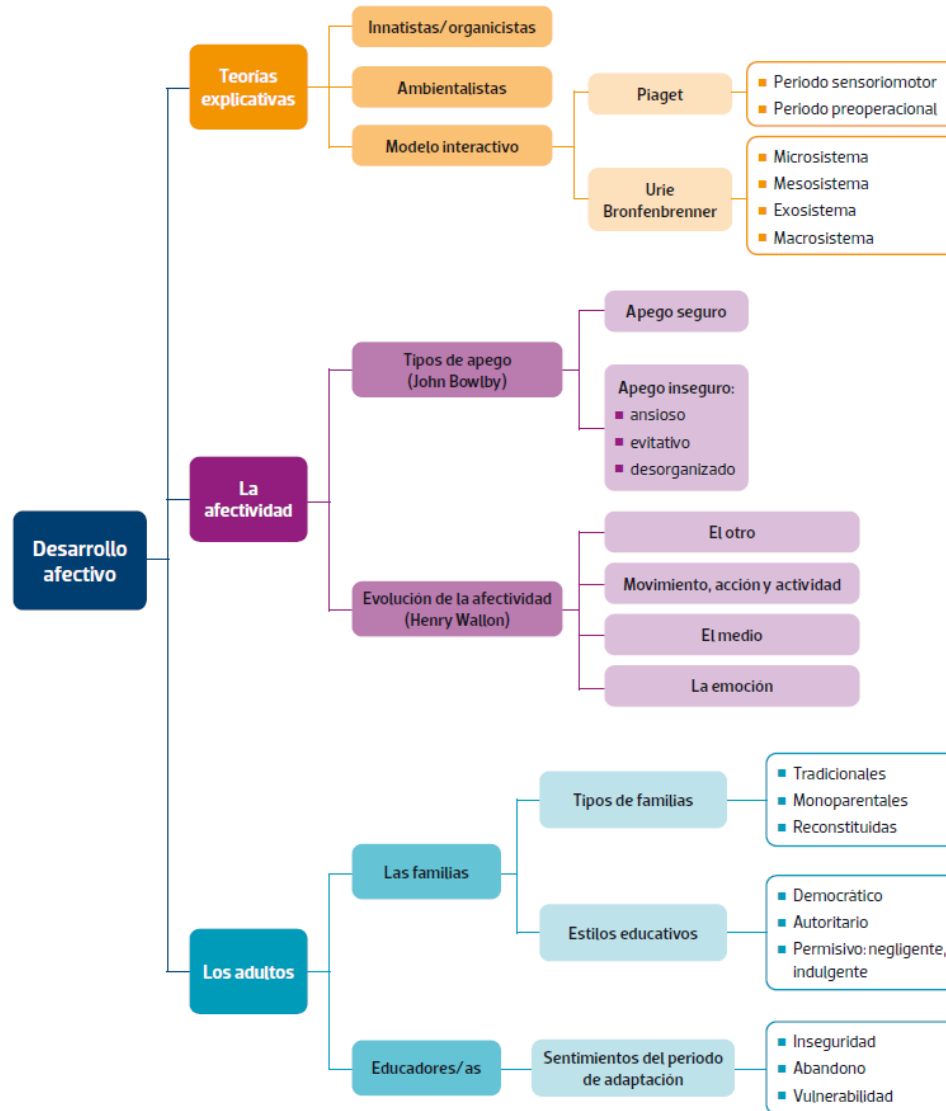 Desarrollo
afectivo
Teorías
explicativas
Innatistas/organicistas
Ambientalistas
Modelo interactivo
Piaget
Periodo sensoriomotor
Periodo preoperacional
Urie
Bronfenbrenner
Microsistema
Mesosistema
Exosistema
Macrosistema
La
afectividad
Tipos de apego
(John Bowlby)
Apego seguro
Apego inseguro:
ansioso
evitativo
desorganizado
Evolución de la afectividad
(Henry Wallon)
El otro
Movimiento, acción y actividad
El medio
La emoción
Los adultos
Las familias
Tipos de familias
Tradicionales
Monoparentales
Reconstituidas
Estilos educativos
Democrático
Autoritario
Permisivo: negligente,
indulgente
Educadores/as
Sentimientos del periodo
de adaptación
Inseguridad
Abandono
Vulnerabilidad